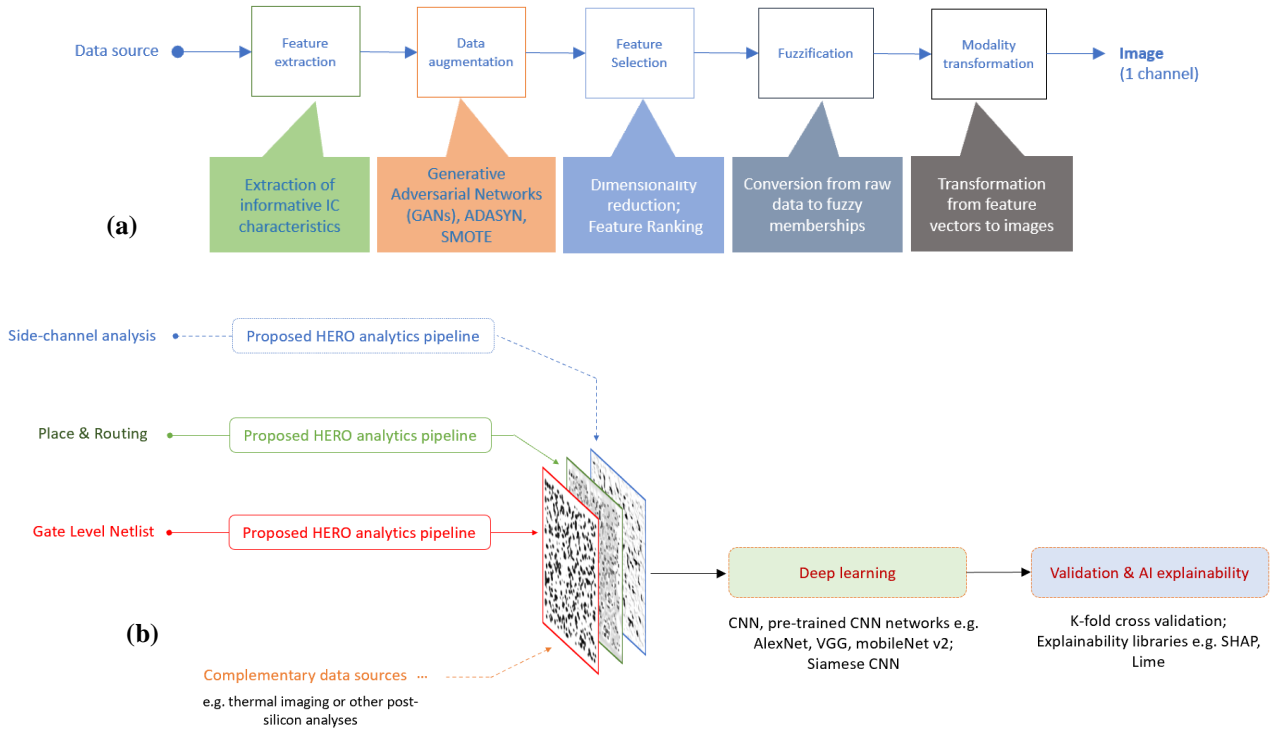 Data source
Feature
extraction
Data
augmentation
Feature
Selection
Fuzzification
Modality
transformation
Image
(1 channel)
Extraction of
informative IC
characteristics
Generative
Adversarial Networks
(GANs), ADASYN,
SMOTE
Dimensionality
reduction;
Feature Ranking
Conversion from raw
data to fuzzy
memberships
Transformation
from feature
vectors to images
(a)
Side-channel analysis
Proposed HERO analytics pipeline
Place & Routing
Proposed HERO analytics pipeline
Gate Level Netlist
Proposed HERO analytics pipeline
Deep learning
Validation & AI explainability
CNN, pre-trained CNN networks e.g.
AlexNet, VGG, mobileNet v2;
Siamese CNN
K-fold cross validation;
Explainability libraries e.g. SHAP,
Lime
(b)
Complementary data sources ...
e.g. thermal imaging or other post-
silicon analyses